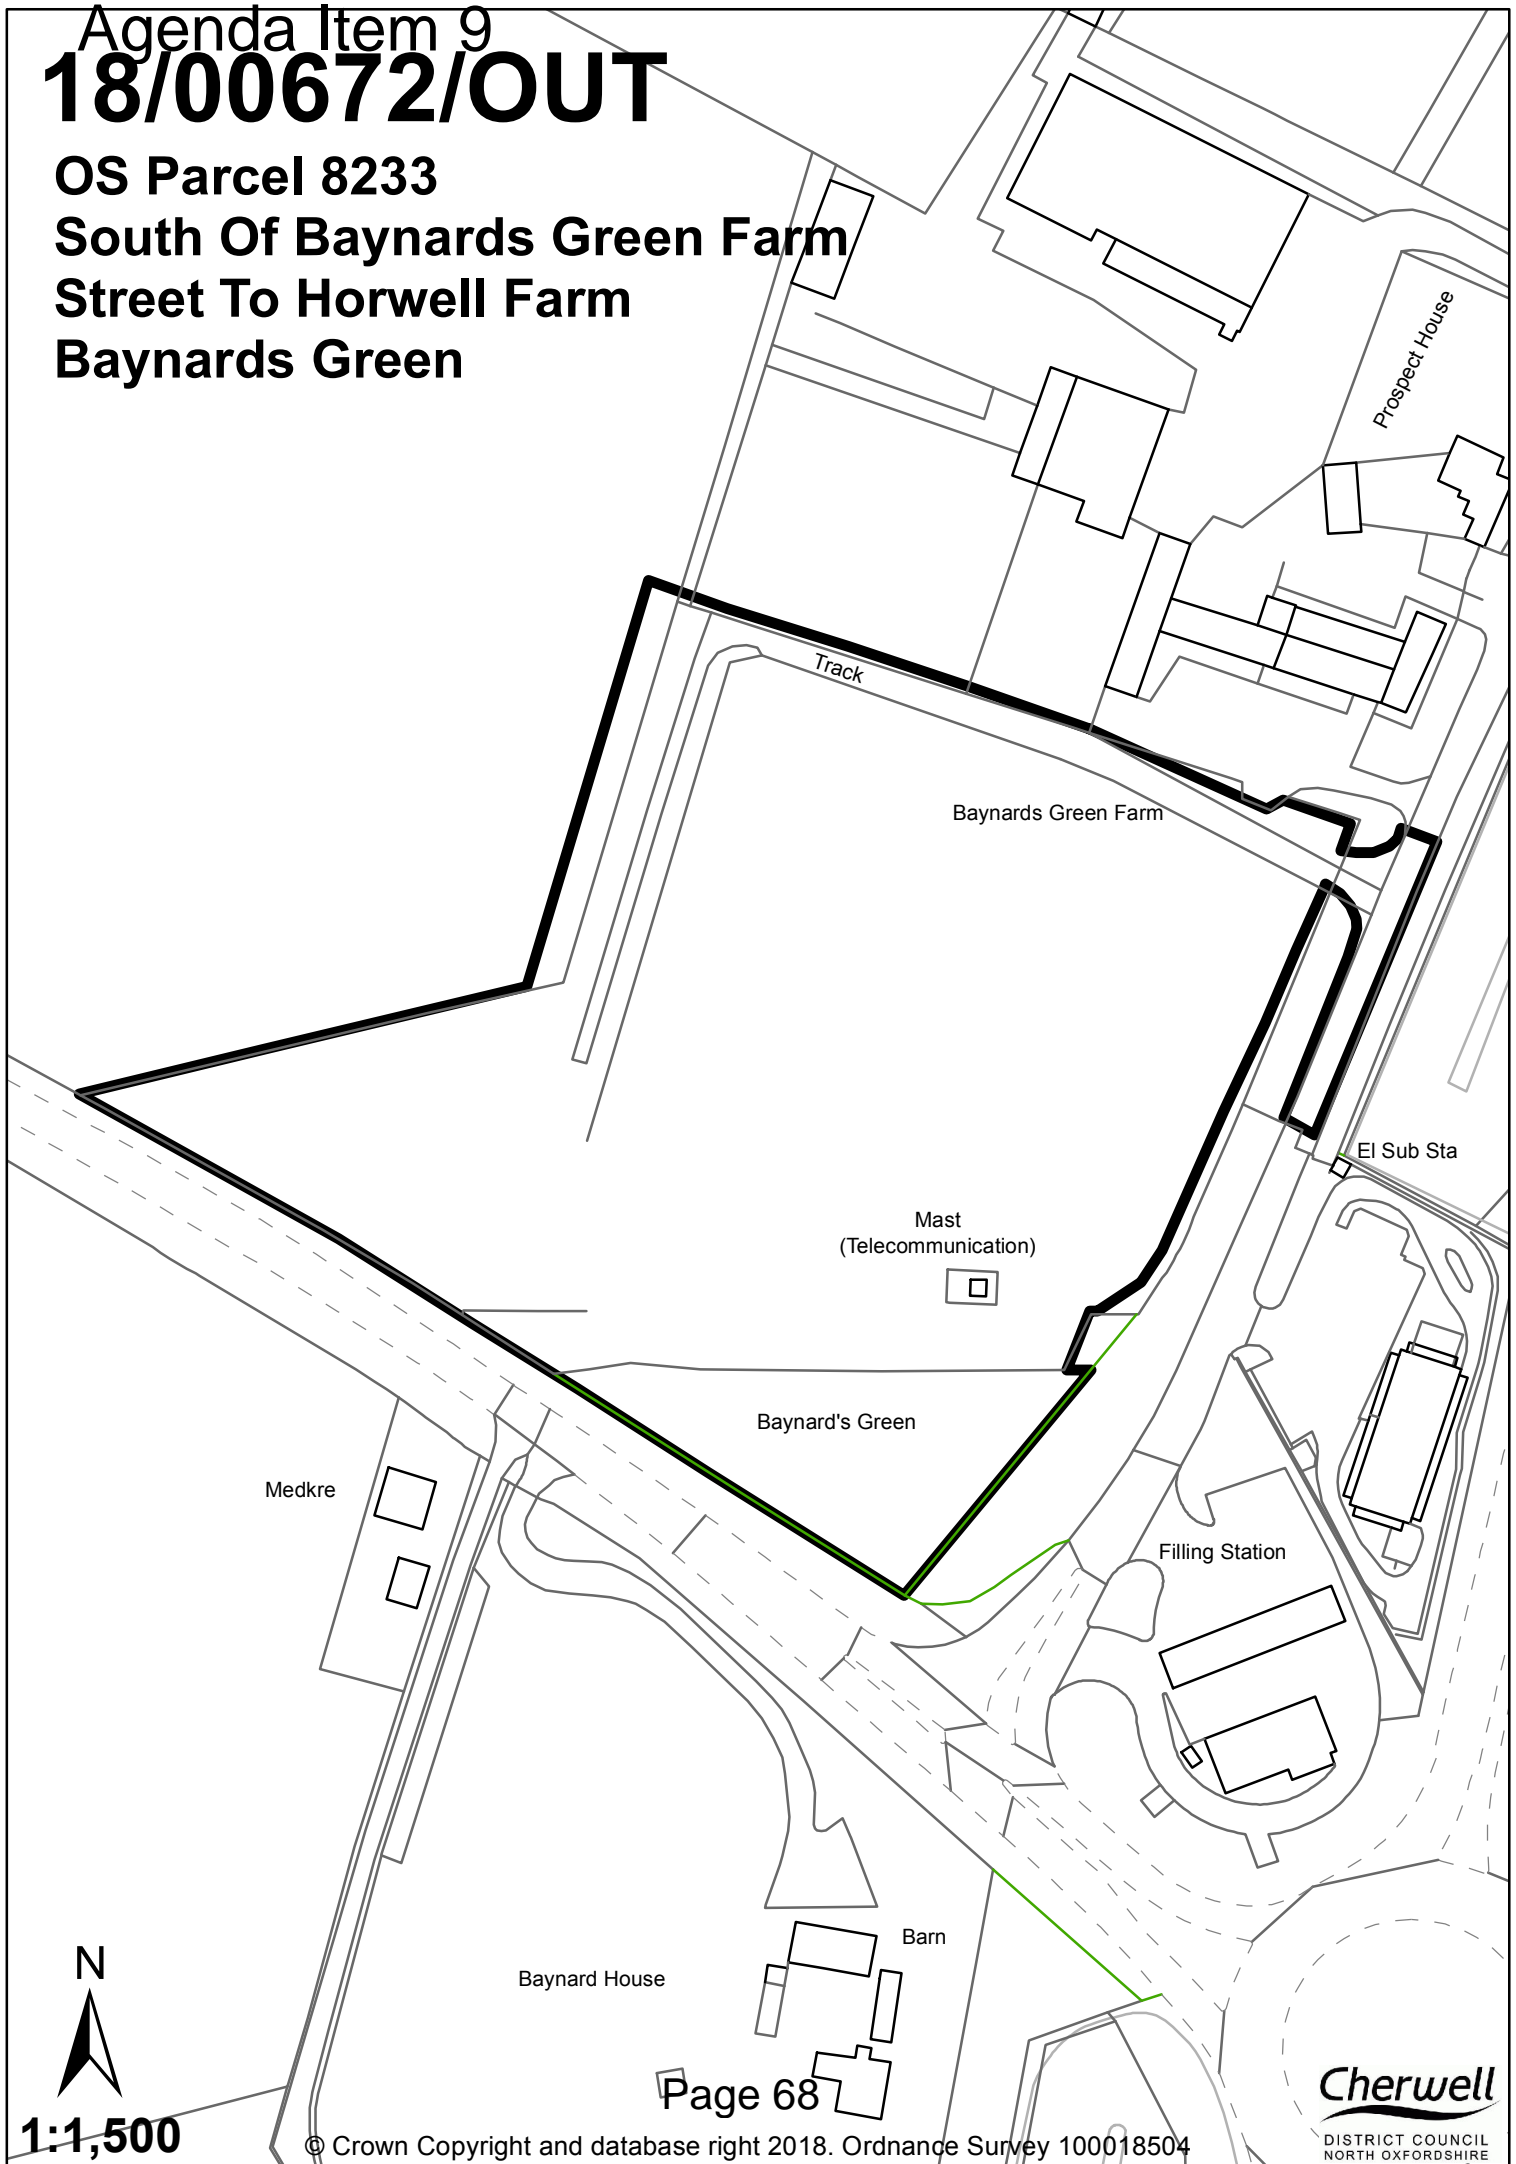 Agenda Item 9
18/00672/OUT
OS Parcel 8233
South Of Baynards Green Farm
Street To Horwell Farm
Baynards Green
Prospect House
Track
Baynards Green Farm
El Sub Sta
Mast
(Telecommunication)
Baynard's Green
Medkre
Filling Station
Barn
Baynard House
N
1:1,500
Page 68
© Crown Copyright and database right 2018. Ordnance Survey 100018504
Cherwell
DISTRICT COUNCIL
NORTH OXFORDSHIRE